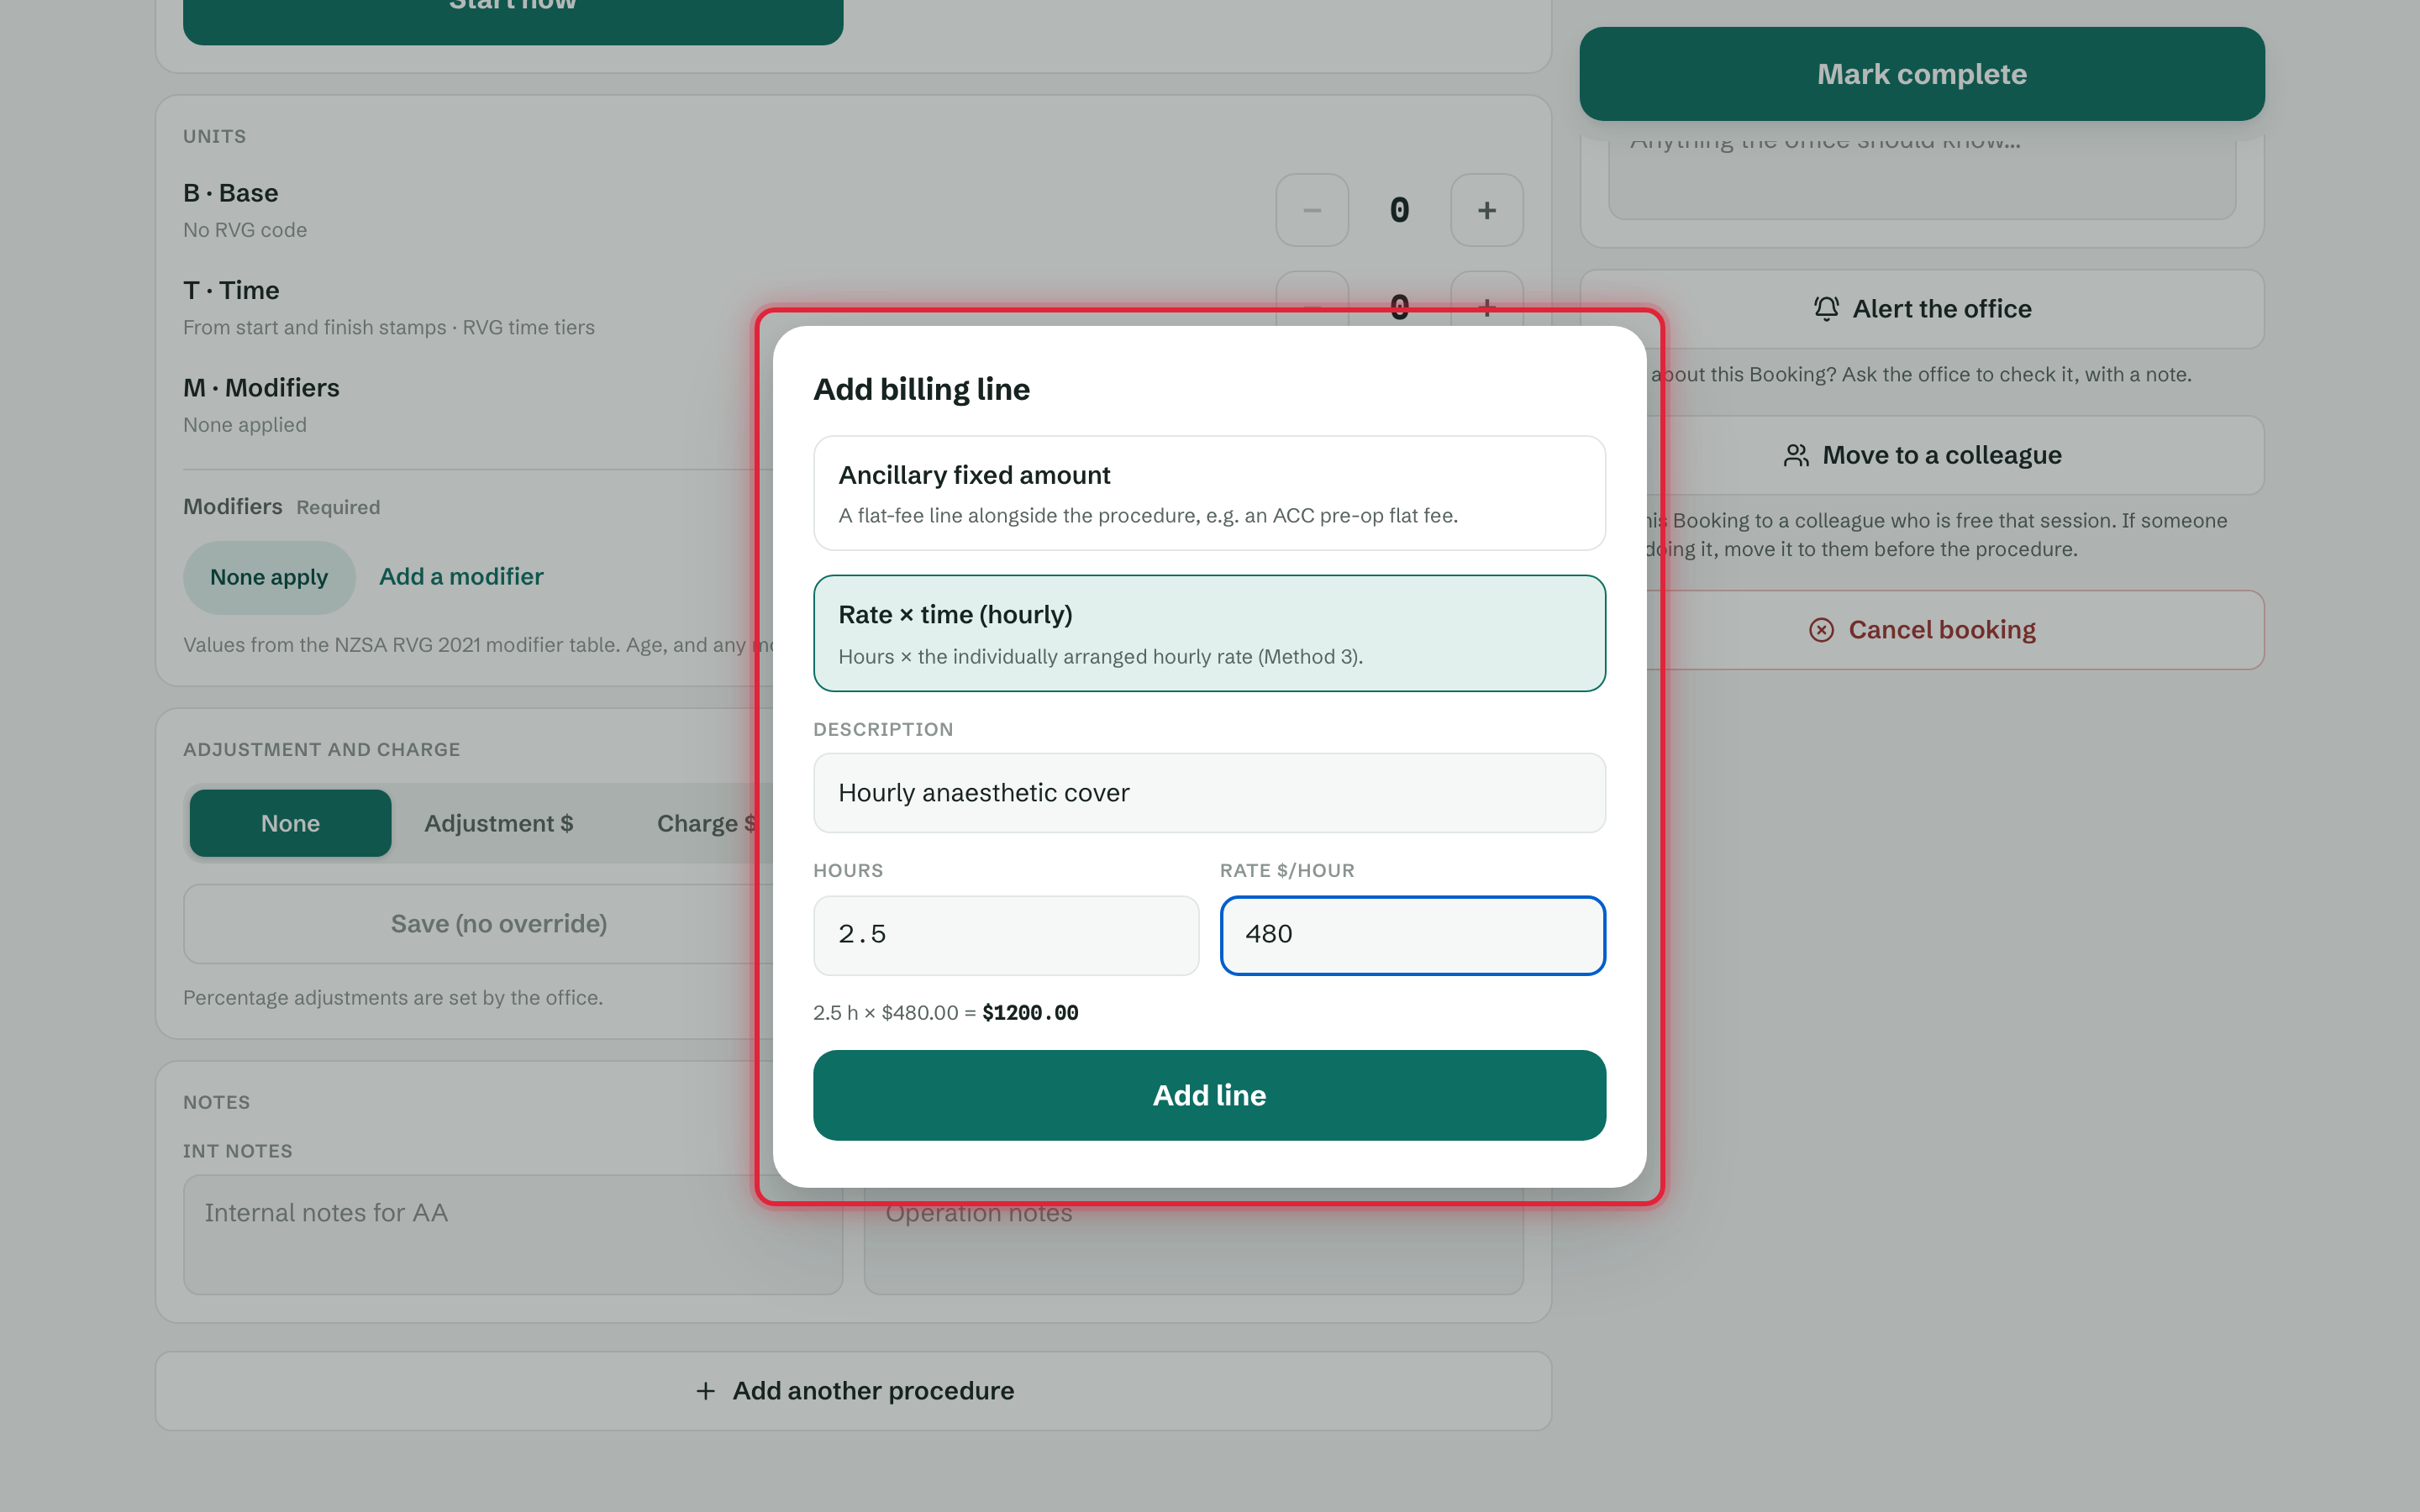 Start now
Mark complete
Anything the office should know...
UNITS
B · Base
No RVG code
− 0 +
T · Time
From start and finish stamps · RVG time tiers
− 0 +
M · Modifiers
None applied
Modifiers Required
None apply
Add a modifier
Values from the NZSA RVG 2021 modifier table. Age, and any
ADJUSTMENT AND CHARGE
None
Adjustment $
Charge $
Save (no override)
Percentage adjustments are set by the office.
NOTES
INT NOTES
Internal notes for AA
Operation notes
+ Add another procedure
Add billing line
Ancillary fixed amount
A flat-fee line alongside the procedure, e.g. an ACC pre-op flat fee.
Rate × time (hourly)
Hours × the individually arranged hourly rate (Method 3).
DESCRIPTION
Hourly anaesthetic cover
HOURS
RATE $/HOUR
2.5
480
2.5 h × $480.00 = $1200.00
Add line
Alert the office
about this Booking? Ask the office to check it, with a note.
Move to a colleague
Booking to a colleague who is free that session. If someone
doing it, move it to them before the procedure.
Cancel booking